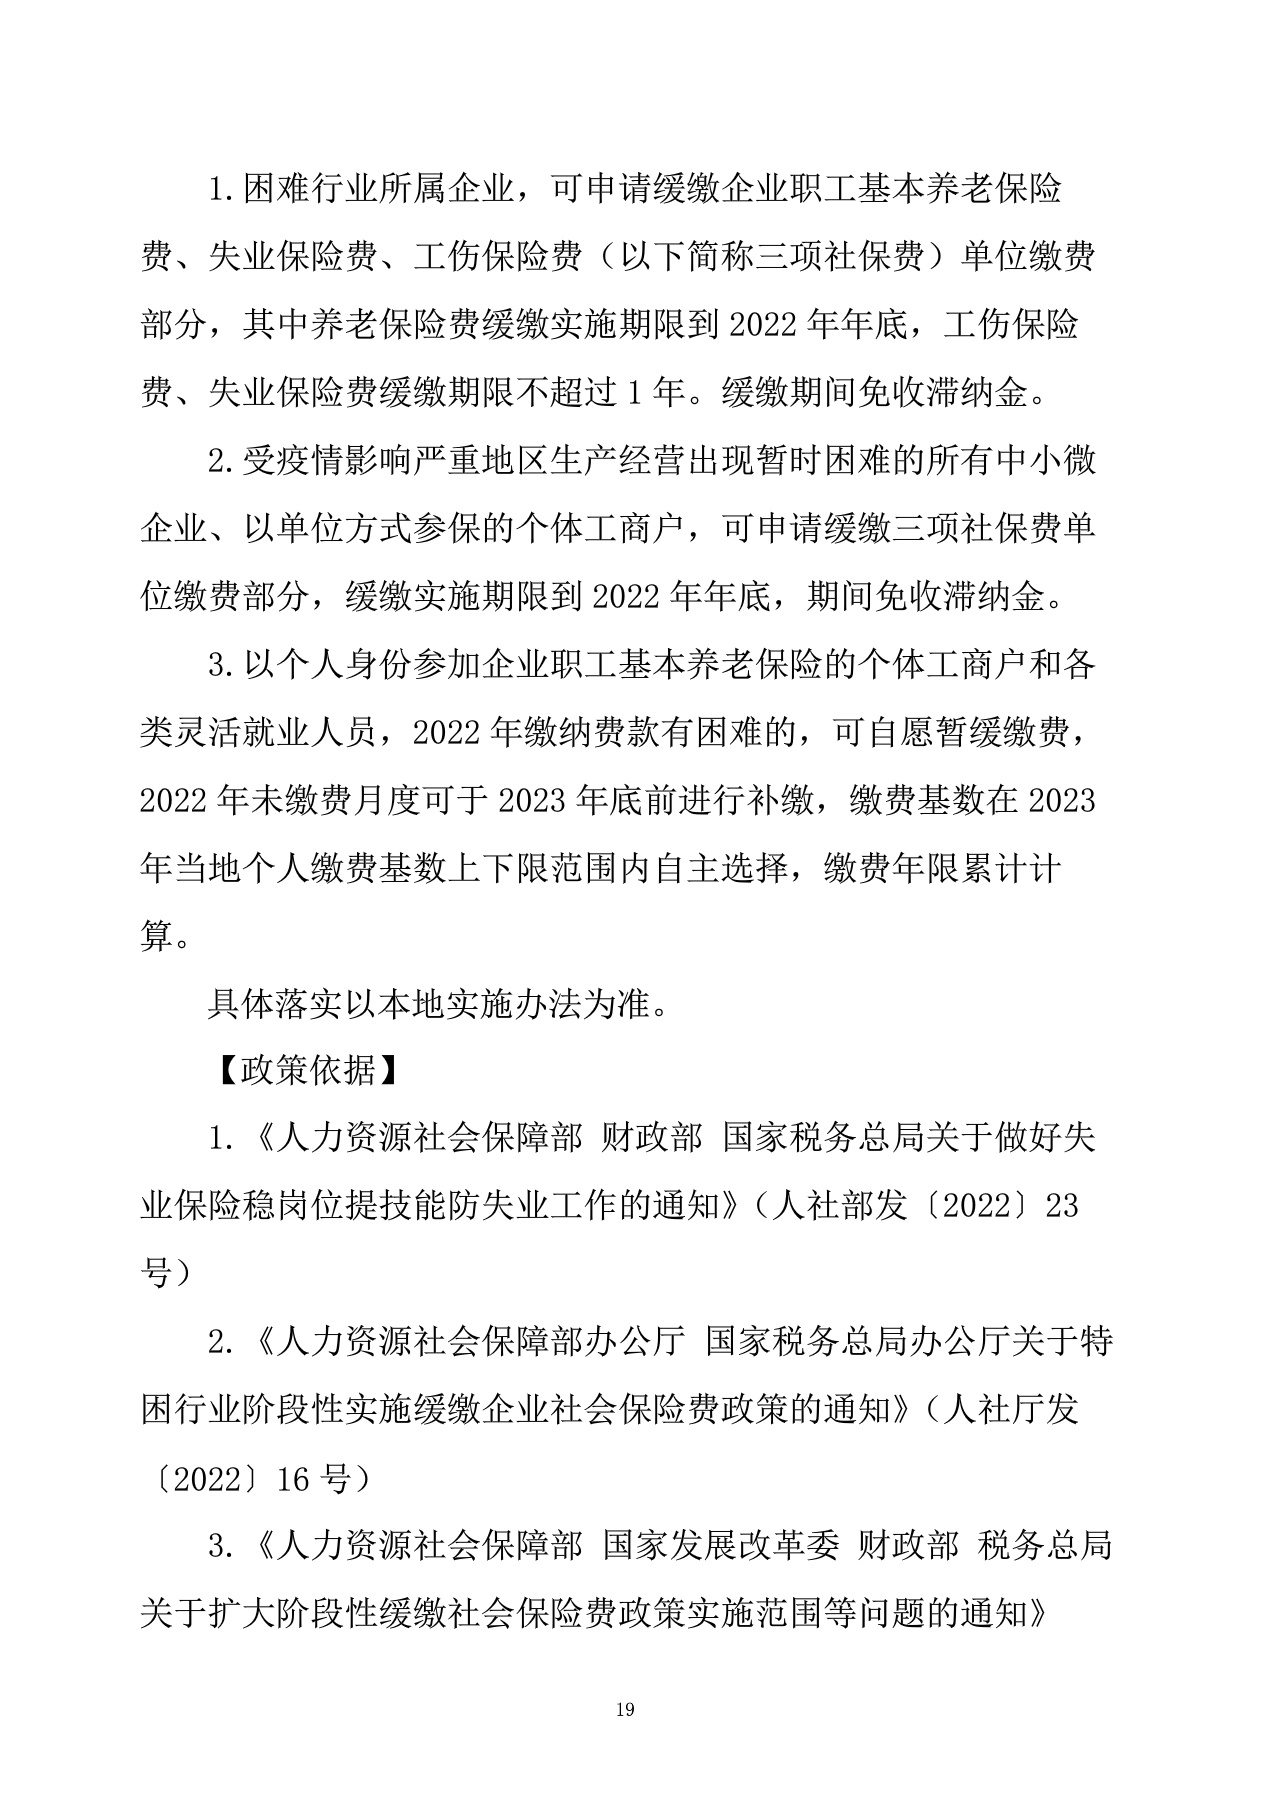 1.困难行业所属企业，可申请缓缴企业职工基本养老保险
费、失业保险费、工伤保险费（以下简称三项社保费）单位缴费
部分，其中养老保险费缓缴实施期限到 2022 年年底，工伤保险
费、失业保险费缓缴期限不超过 1 年。缓缴期间免收滞纳金。
2.受疫情影响严重地区生产经营出现暂时困难的所有中小微
企业、以单位方式参保的个体工商户，可申请缓缴三项社保费单
位缴费部分，缓缴实施期限到 2022 年年底，期间免收滞纳金。
3.以个人身份参加企业职工基本养老保险的个体工商户和各
类灵活就业人员，2022 年缴纳费款有困难的，可自愿暂缓缴费，
2022 年未缴费月度可于 2023 年底前进行补缴，缴费基数在 2023
年当地个人缴费基数上下限范围内自主选择，缴费年限累计计
算。
具体落实以本地实施办法为准。
【政策依据】
1.《人力资源社会保障部 财政部 国家税务总局关于做好失
业保险稳岗位提技能防失业工作的通知》（人社部发〔2022〕23
号）
2.《人力资源社会保障部办公厅 国家税务总局办公厅关于特
困行业阶段性实施缓缴企业社会保险费政策的通知》（人社厅发
〔2022〕16 号）
3.《人力资源社会保障部 国家发展改革委 财政部 税务总局
关于扩大阶段性缓缴社会保险费政策实施范围等问题的通知》
19